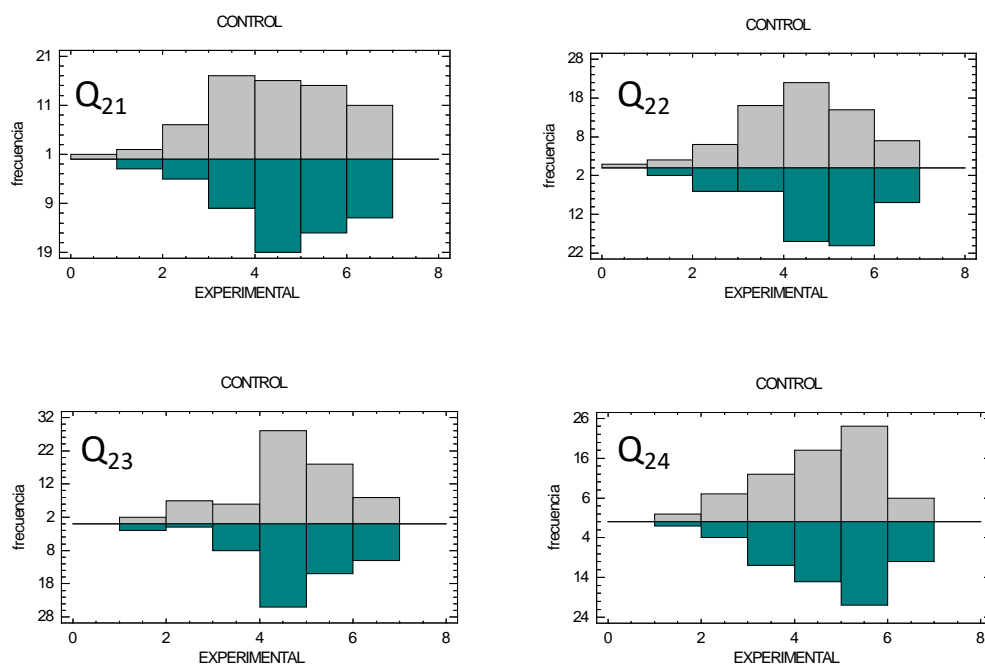 CONTROL
21
11
1
9
19
frecuencia
Q21
0 2 4 6 8
EXPERIMENTAL
CONTROL
28
18
8
2
12
22
frecuencia
Q22
0 2 4 6 8
EXPERIMENTAL
CONTROL
32
22
12
2
8
18
28
frecuencia
Q23
0 2 4 6 8
EXPERIMENTAL
CONTROL
26
16
6
4
14
24
frecuencia
Q24
0 2 4 6 8
EXPERIMENTAL